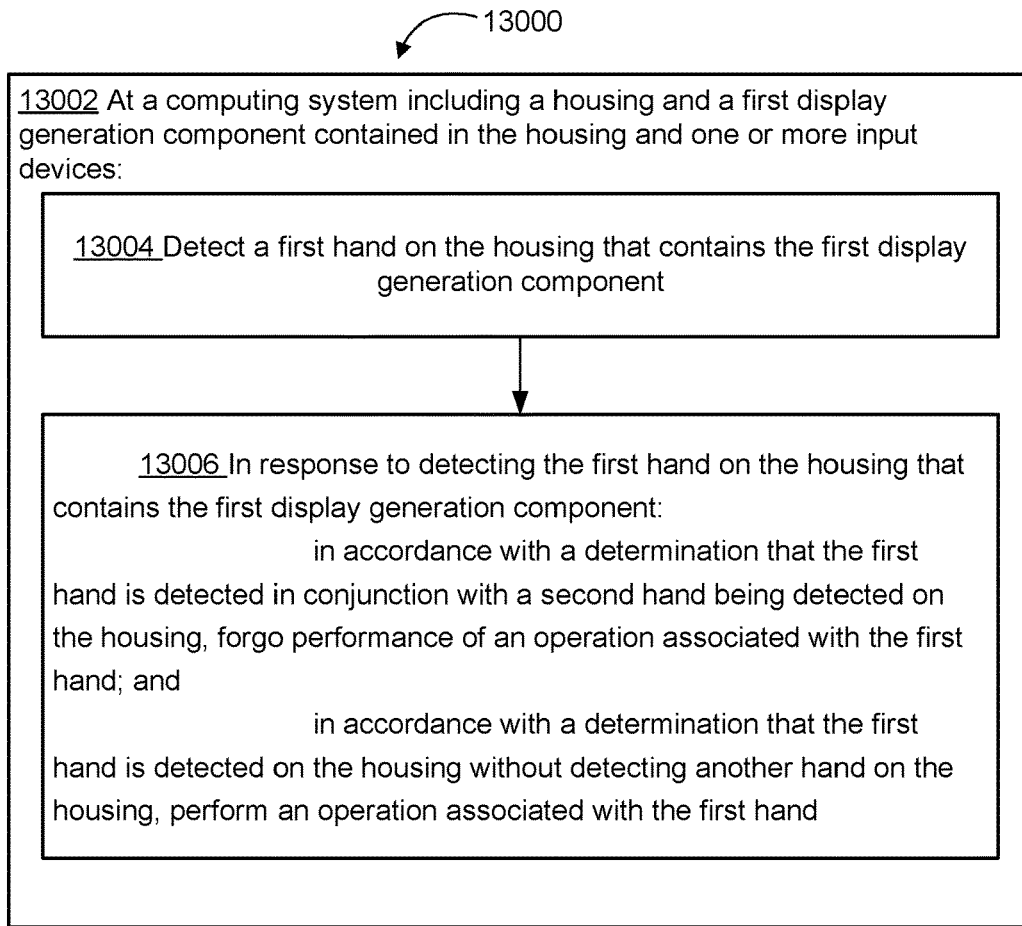 13000
13002 At a computing system including a housing and a first display
generation component contained in the housing and one or more input
devices:
13004 Detect a first hand on the housing that contains the first display
generation component
13006 In response to detecting the first hand on the housing that
contains the first display generation component:
in accordance with a determination that the first
hand is detected in conjunction with a second hand being detected on
the housing, forgo performance of an operation associated with the first
hand; and
in accordance with a determination that the first
hand is detected on the housing without detecting another hand on the
housing, perform an operation associated with the first hand